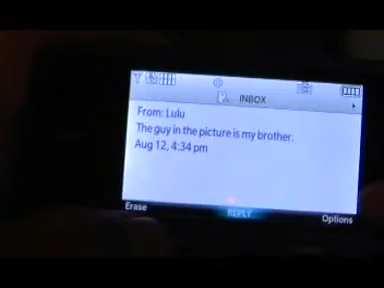 INBOX
From: Lulu
The guy in the picture is my brother.
Aug 12, 4:34 pm
Erase REPLY Options